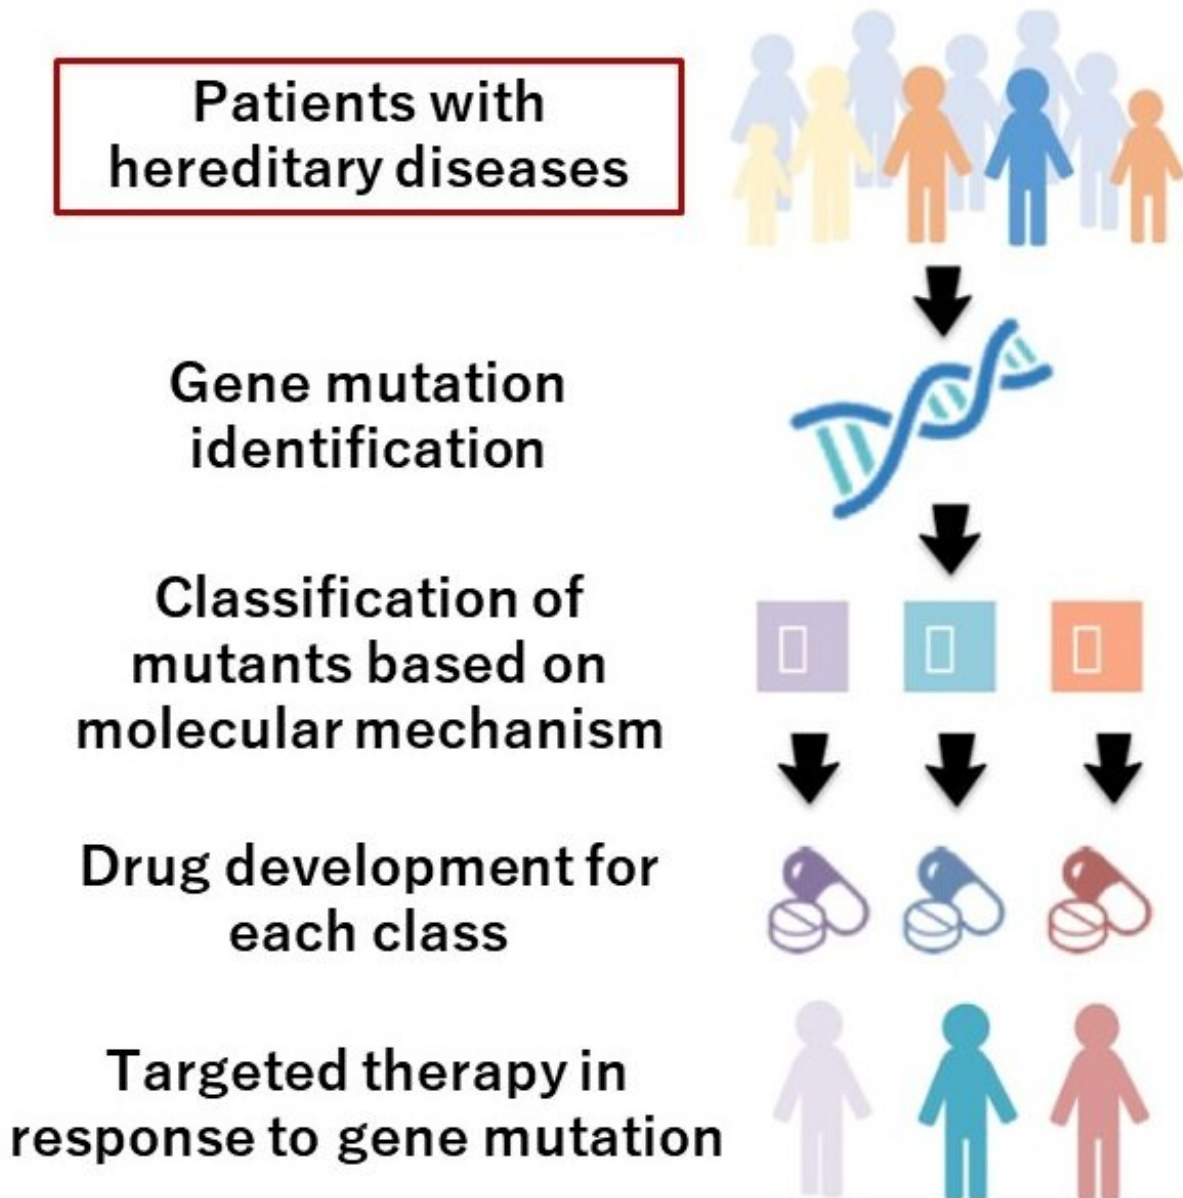 Patients with
hereditary diseases
Gene mutation
identification
Classification of
mutants based on
molecular mechanism
Drug development for
each class
Targeted therapy in
response to gene mutation